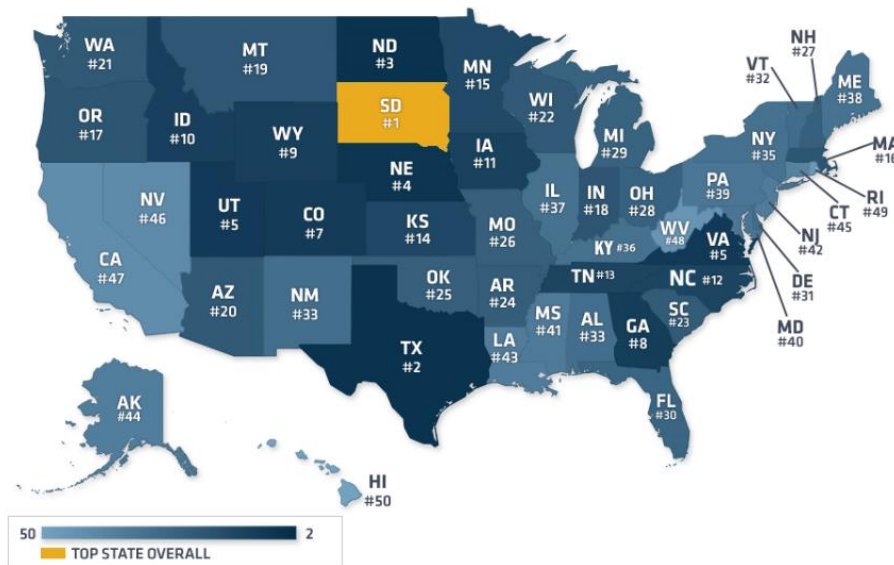 WA
#21
MT
#19
ND
#3
MN
#15
NH
#27
VT
#32
ME
#38
OR
#17
ID
#10
WY
#9
SD
#1
IA
#11
WI
#22
MI
#29
NY
#35
MA
#16
NV
#46
UT
#5
CO
#7
NE
#4
KS
#14
MO
#26
IL
#37
IN
#18
OH
#28
PA
#39
RI
#49
CT
#45
NJ
#42
CA
#47
KY #36
WV
#48
VA
#5
DE
#31
MD
#40
AZ
#20
NM
#33
OK
#25
AR
#24
TN #13
NC #12
SC
#23
TX
#2
LA
#43
MS
#41
AL
#33
GA
#8
FL
#30
AK
#44
HI
#50
50 2
TOP STATE OVERALL